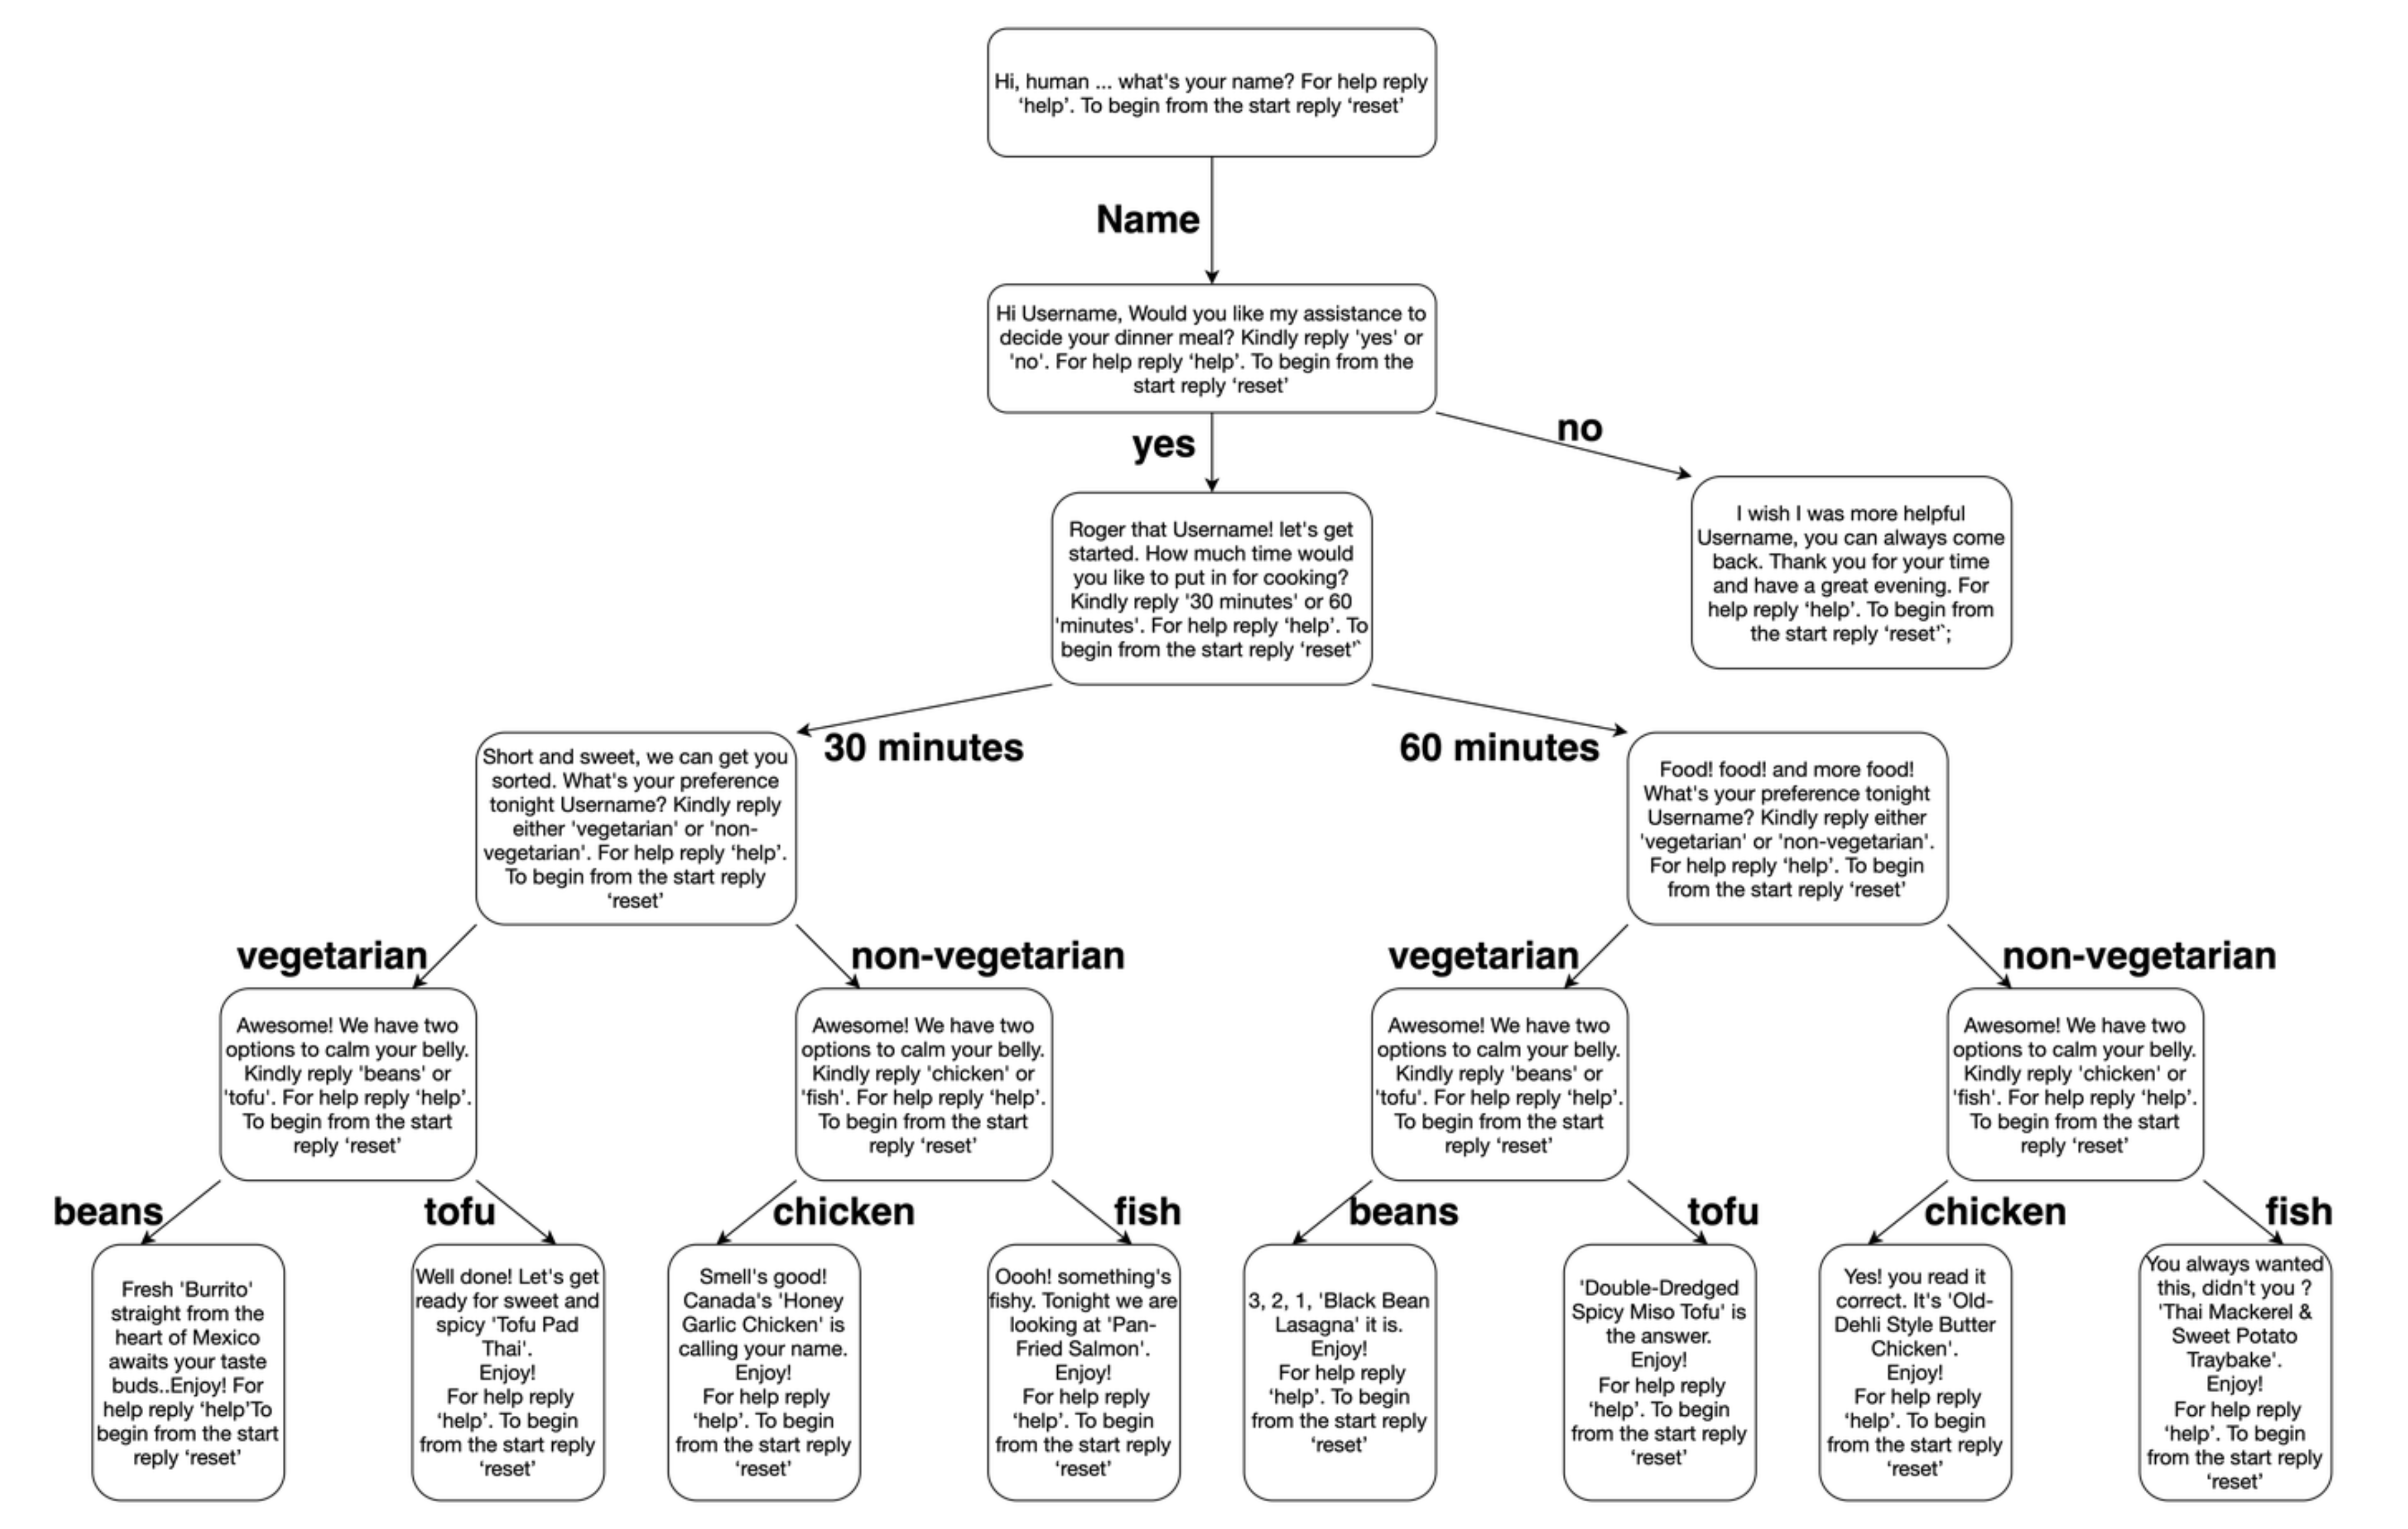 Hi, human ... what's your name? For help reply
‘help’. To begin from the start reply ‘reset’
Name
Hi Username, Would you like my assistance to
decide your dinner meal? Kindly reply 'yes' or
'no'. For help reply ‘help’. To begin from the
start reply ‘reset’
yes
no
Roger that Username! let's get
started. How much time would
you like to put in for cooking?
Kindly reply '30 minutes' or 60
'minutes'. For help reply ‘help’. To
begin from the start reply ‘reset’`
I wish I was more helpful
Username, you can always come
back. Thank you for your time
and have a great evening. For
help reply ‘help’. To begin from
the start reply ‘reset’`;
30 minutes
60 minutes
Short and sweet, we can get you
sorted. What's your preference
tonight Username? Kindly reply
either 'vegetarian' or 'non-
vegetarian'. For help reply ‘help’.
To begin from the start reply
‘reset’
Food! food! and more food!
What's your preference tonight
Username? Kindly reply either
'vegetarian' or 'non-vegetarian'.
For help reply ‘help’. To begin
from the start reply ‘reset’
vegetarian
non-vegetarian
vegetarian
non-vegetarian
Awesome! We have two
options to calm your belly.
Kindly reply 'beans' or
'tofu'. For help reply ‘help’.
To begin from the start
reply ‘reset’
Awesome! We have two
options to calm your belly.
Kindly reply 'chicken' or
'fish'. For help reply ‘help’.
To begin from the start
reply ‘reset’
Awesome! We have two
options to calm your belly.
Kindly reply 'beans' or
'tofu'. For help reply ‘help’.
To begin from the start
reply ‘reset’
Awesome! We have two
options to calm your belly.
Kindly reply 'chicken' or
'fish'. For help reply ‘help’.
To begin from the start
reply ‘reset’
beans
tofu
chicken
fish
beans
tofu
chicken
fish
Fresh 'Burrito'
straight from the
heart of Mexico
awaits your taste
buds..Enjoy! For
help reply ‘help’To
begin from the start
reply ‘reset’
Well done! Let's get
ready for sweet and
spicy 'Tofu Pad
Thai'.
Enjoy!
For help reply
‘help’. To begin
from the start reply
‘reset’
Smell's good!
Canada's 'Honey
Garlic Chicken' is
calling your name.
Enjoy!
For help reply
‘help’. To begin
from the start reply
‘reset’
Oooh! something's
fishy. Tonight we are
looking at 'Pan-
Fried Salmon'.
Enjoy!
For help reply
‘help’. To begin
from the start reply
‘reset’
3, 2, 1, 'Black Bean
Lasagna' it is.
Enjoy!
For help reply
‘help’. To begin
from the start reply
‘reset’
'Double-Dredged
Spicy Miso Tofu' is
the answer.
Enjoy!
For help reply
‘help’. To begin
from the start reply
‘reset’
Yes! you read it
correct. It's 'Old-
Dehli Style Butter
Chicken'.
Enjoy!
For help reply
‘help’. To begin
from the start reply
‘reset’
You always wanted
this, didn't you ?
'Thai Mackerel &
Sweet Potato
Traybake'.
Enjoy!
For help reply
‘help’. To begin
from the start reply
‘reset’